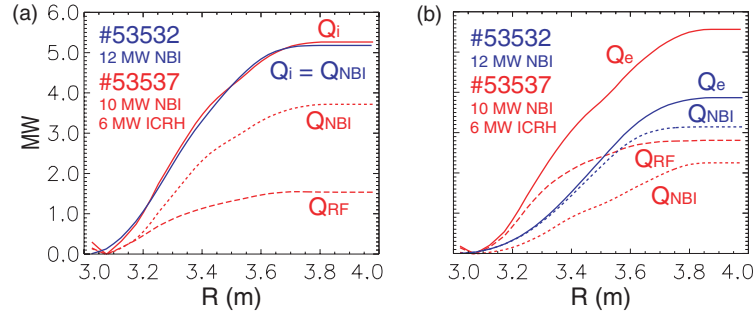 (a)
#53532
12 MW NBI
#53537
10 MW NBI
6 MW ICRH
Qi
Qi = QNBI
QNBI
QRF
MW
6.0
5.0
4.0
3.0
2.0
1.0
0.0
3.0 3.2 3.4 3.6 3.8 4.0
R (m)
(b)
#53532
12 MW NBI
#53537
10 MW NBI
6 MW ICRH
Qe
Qe
QNBI
QRF
QNBI
3.0 3.2 3.4 3.6 3.8 4.0
R (m)